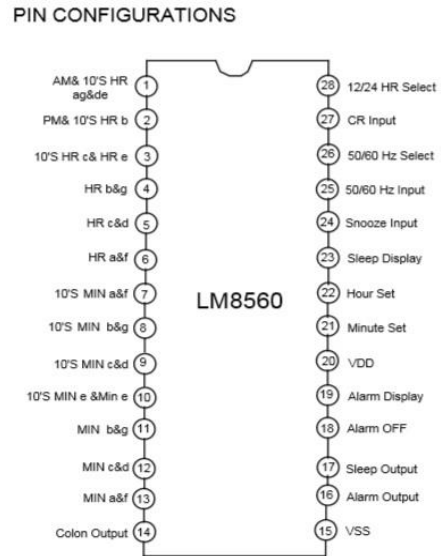 PIN CONFIGURATIONS
AM& 10'S HR
ag&de
1
PM& 10'S HR b 2
10'S HR c& HR e 3
HR b&g 4
HR c&d 5
HR a&f 6
10'S MIN a&f 7
10'S MIN b&g 8
10'S MIN c&d 9
10'S MIN e &Min e 10
MIN b&g 11
MIN c&d 12
MIN a&f 13
Colon Output 14
LM8560
28 12/24 HR Select
27 CR Input
26 50/60 Hz Select
25 50/60 Hz Input
24 Snooze Input
23 Sleep Display
22 Hour Set
21 Minute Set
20 VDD
19 Alarm Display
18 Alarm OFF
17 Sleep Output
16 Alarm Output
15 VSS